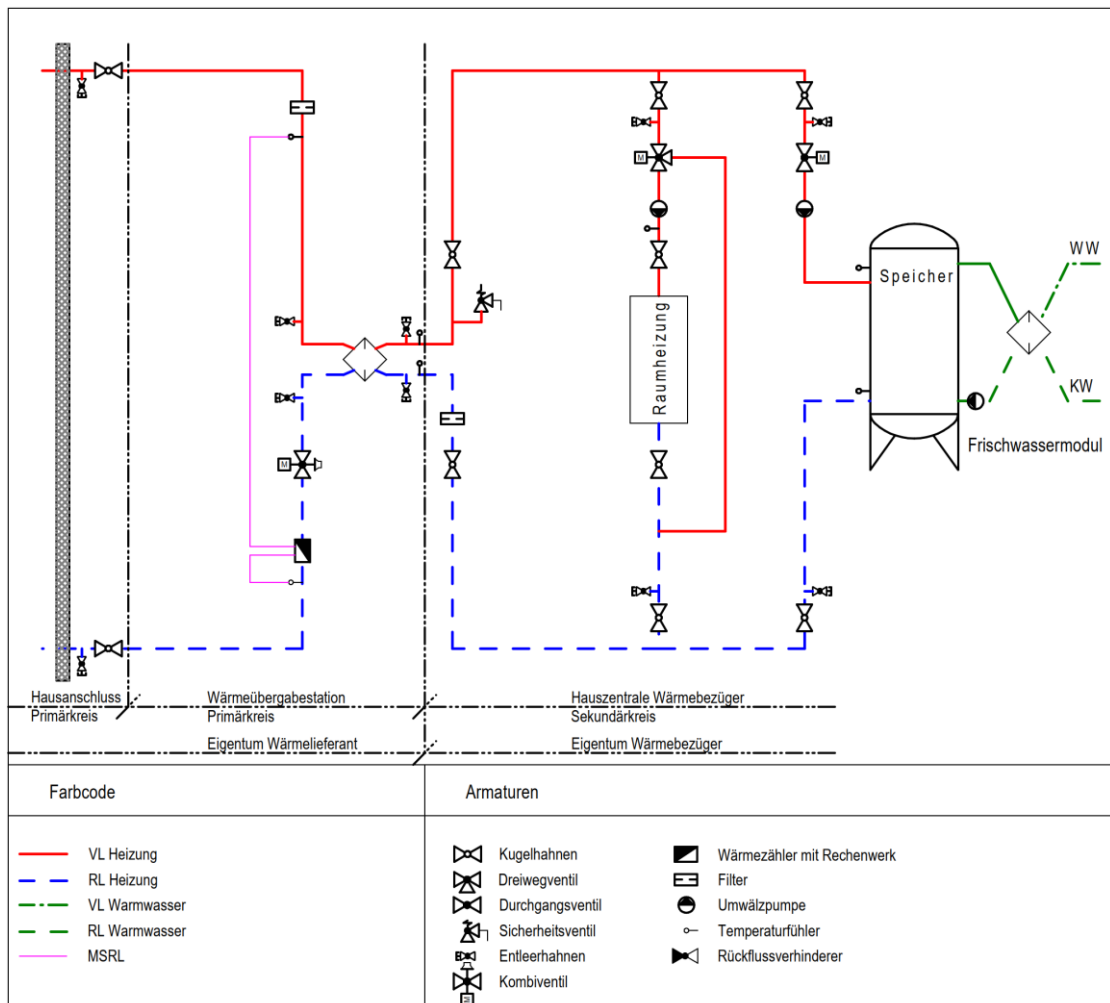 WW
Speicher
Raumheizung
KW
Frischwassermodul
M
M
M
Hausanschluss
Wärmeübergabestation
Hauszentrale Wärmebezüger
Primärkreis
Primärkreis
Sekundärkreis
Eigentum Wärmelieferant
Eigentum Wärmebezüger
Farbcode
Armaturen
VL Heizung
RL Heizung
VL Warmwasser
RL Warmwasser
MSRL
Kugelhahnen
Dreiwegventil
Durchgangsventil
Sicherheitsventil
Entleerhahnen
Kombiventil
M
Wärmezähler mit Rechenwerk
Filter
Umwälzpumpe
Temperaturfühler
Rückflussverhinderer